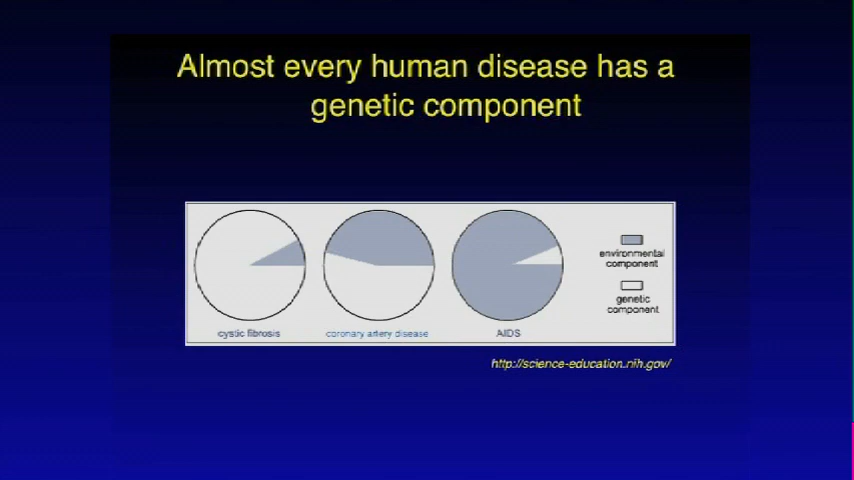 Almost every human disease has a
genetic component
environmental
component
genetic
component
cystic fibrosis
coronary artery disease
AIDS
http://science-education.nih.gov/